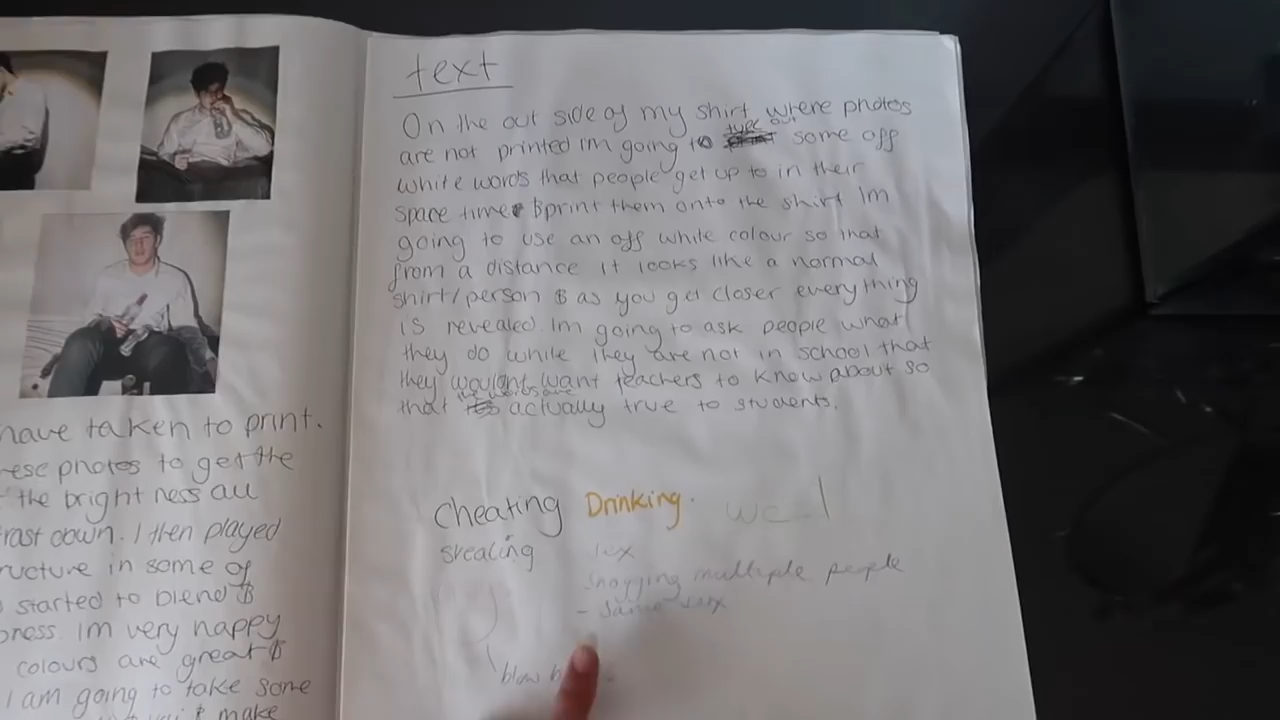 have taken to print.
these photos to get the
the bright ness all
rast down. I then played
ructure in some of
started to blend &
ness. Im very happy
colours are great &
I am going to take some
make
text
On the out side of my shirt where photos
are not printed Im going to type out some off
white words that people get up to in their
space time & print them onto the shirt Im
going to use an off white colour so that
from a distance it looks like a normal
shirt/person & as you get closer everything
is revealed. Im going to ask people what
they do while they are not in school that
they wouldnt want teachers to know about so
that the words are actually true to students.
Cheating Drinking.
stealing sex
snogging multiple people
- same sex
blow